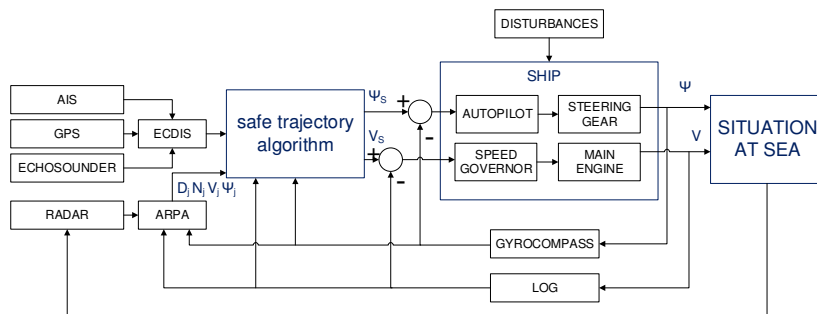 DISTURBANCES
SHIP
AIS
GPS
ECHOSOUNDER
ECDIS
safe trajectory
algorithm
Ψs
Vs
+
-
+
-
AUTOPILOT
STEERING
GEAR
SPEED
GOVERNOR
MAIN
ENGINE
Ψ
V
SITUATION
AT SEA
Dj Nj Vj Ψj
RADAR
ARPA
GYROCOMPASS
LOG